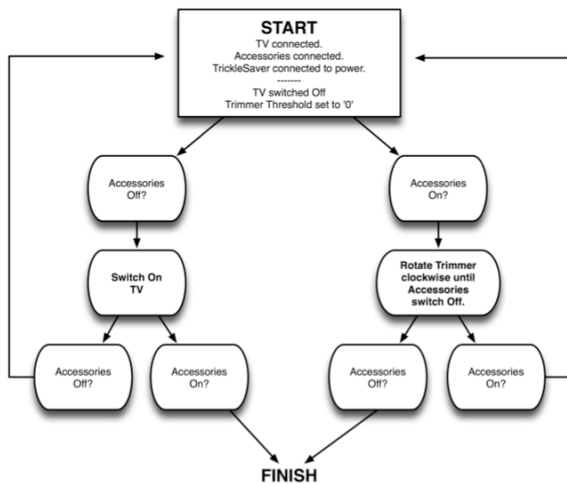 START
TV connected.
Accessories connected.
TrickleSaver connected to power.
-------
TV switched Off
Trimmer Threshold set to '0'
Accessories
Off?
Accessories
On?
Switch On
TV
Rotate Trimmer
clockwise until
Accessories
switch Off.
Accessories
Off?
Accessories
On?
Accessories
Off?
Accessories
On?
FINISH